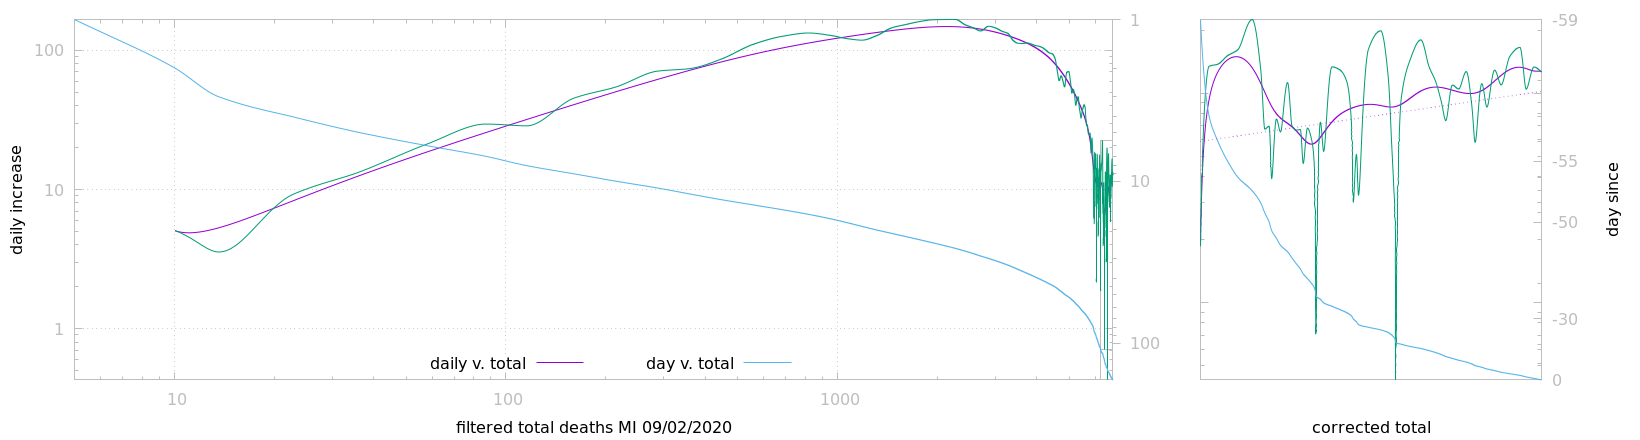 daily increase
100
10
1
10
100
1000
1
10
100
daily v. total
day v. total
filtered total deaths MI 09/02/2020
-59
-55
-50
-30
0
day since
corrected total